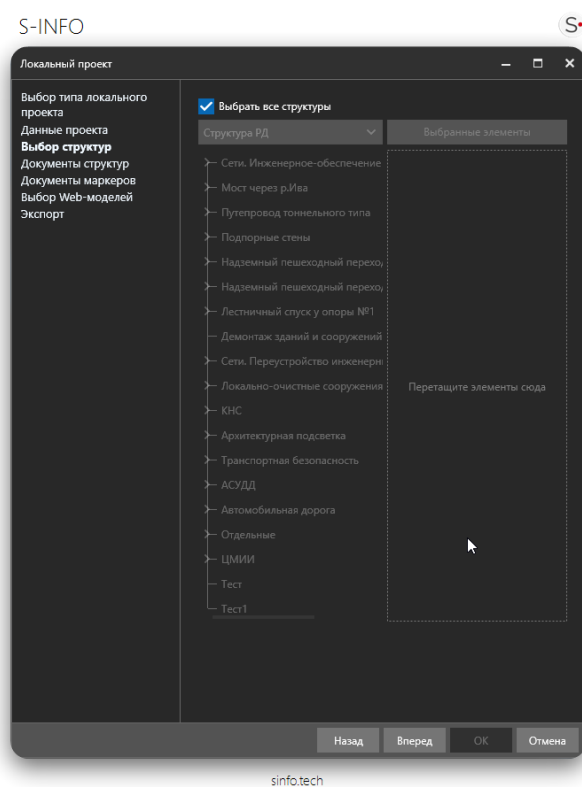 S-INFO
S
Локальный проект
Выбор типа локального
проекта
Данные проекта
Выбор структур
Документы структур
Документы маркеров
Выбор Web-моделей
Экспорт
Выбрать все структуры
Структура РД
Выбранные элементы
Сети. Инженерное-обеспечение
Мост через р.Ива
Путепровод тоннельного типа
Подпорные стены
Надземный пешеходный перехо
Надземный пешеходный перехо
Лестничный спуск у опоры №1
Демонтаж зданий и сооружений
Сети. Переустройство инженерн
Локально-очистные сооружения
КНС
Архитектурная подсветка
Транспортная безопасность
АСУДД
Автомобильная дорога
Отдельные
ЦМИИ
Тест
Тест1
Перетащите элементы сюда
Назад
Вперед
ОК
Отмена
sinfo.tech